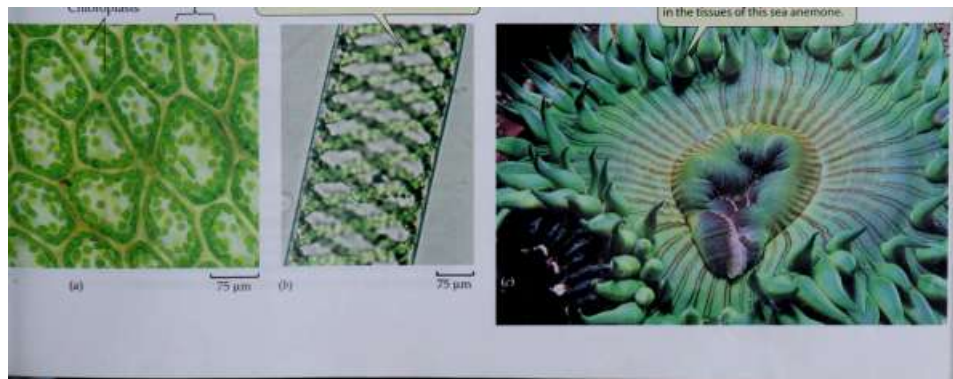 Chloroplasts
in the tissues of this sea anemone.
(a)
75 µm
(b)
75 µm
(c)